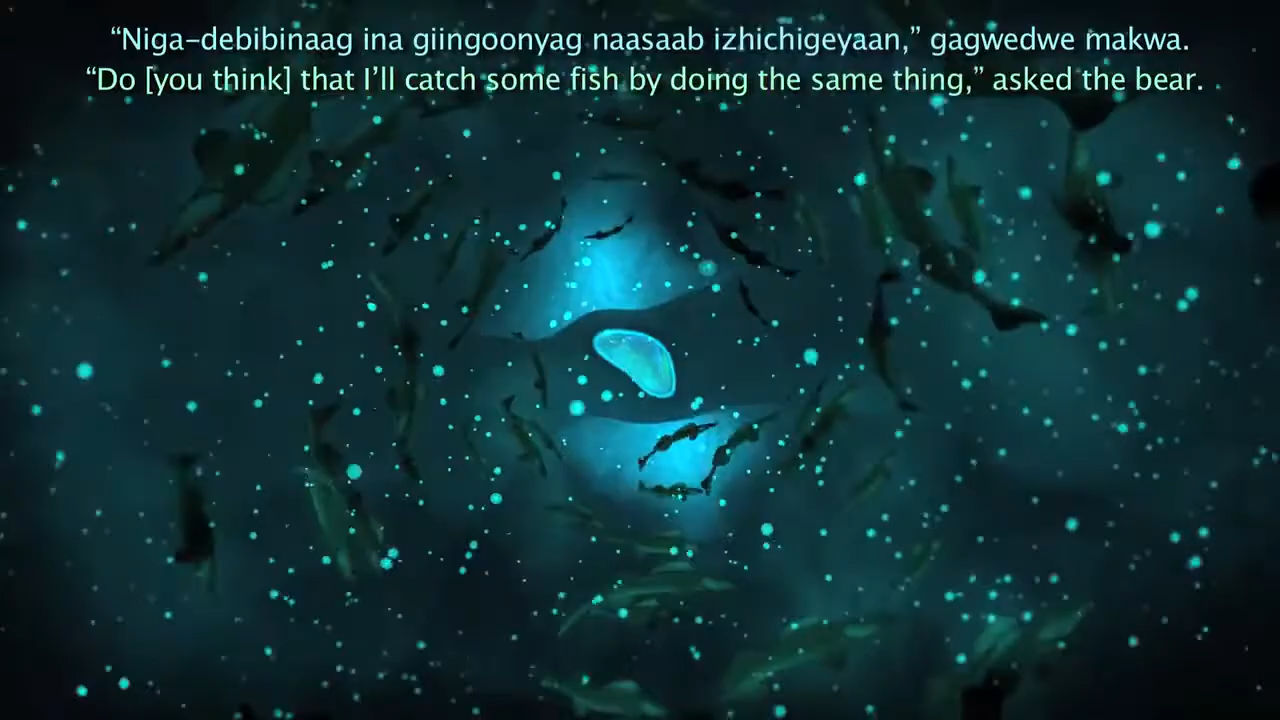 “Niga-debibinaag ina giingoonyag naasaab izhichigeyaan,” gagwedwe makwa.
“Do [you think] that I’ll catch some fish by doing the same thing,” asked the bear.